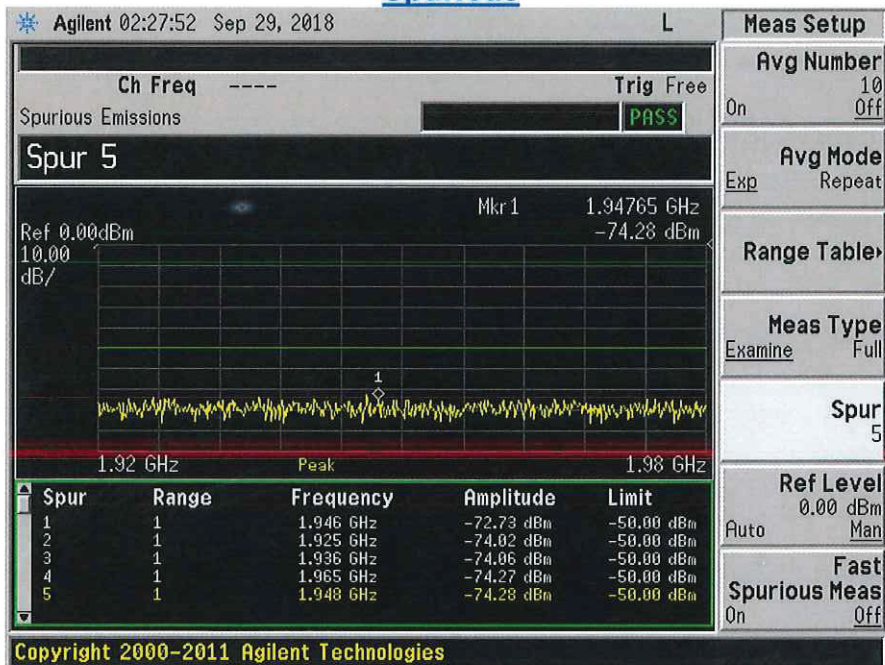 Agilent 02:27:52 Sep 29, 2018 L
Meas Setup
Ch Freq ---- Trig Free
Spurious Emissions PASS
Spur 5
Mkr1 1.94765 GHz
-74.28 dBm
Ref 0.00dBm
10.00
dB/
1
1.92 GHz Peak 1.98 GHz
Spur Range Frequency Amplitude Limit
1 1 1.946 GHz -72.73 dBm -50.00 dBm
2 1 1.925 GHz -74.02 dBm -50.00 dBm
3 1 1.936 GHz -74.06 dBm -50.00 dBm
4 1 1.965 GHz -74.27 dBm -50.00 dBm
5 1 1.948 GHz -74.28 dBm -50.00 dBm
Avg Number
10
On Off
Avg Mode
Exp Repeat
Range Table
Meas Type
Examine Full
Spur
5
Ref Level
0.00 dBm
Auto Man
Fast
Spurious Meas
On Off
Copyright 2000-2011 Agilent Technologies